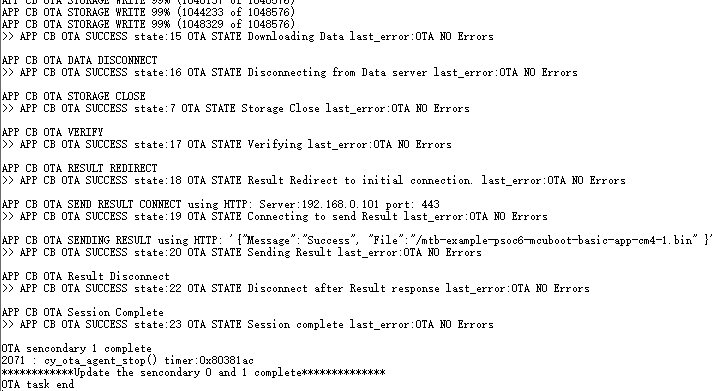 APP CB OTA STORAGE WRITE 99% (1040137 of 1048576)
APP CB OTA STORAGE WRITE 99% (1044233 of 1048576)
APP CB OTA STORAGE WRITE 99% (1048329 of 1048576)
>> APP CB OTA SUCCESS state:15 OTA STATE Downloading Data last_error:OTA NO Errors
APP CB OTA DATA DISCONNECT
>> APP CB OTA SUCCESS state:16 OTA STATE Disconnecting from Data server last_error:OTA NO Errors
APP CB OTA STORAGE CLOSE
>> APP CB OTA SUCCESS state:7 OTA STATE Storage Close last_error:OTA NO Errors
APP CB OTA VERIFY
>> APP CB OTA SUCCESS state:17 OTA STATE Verifying last_error:OTA NO Errors
APP CB OTA RESULT REDIRECT
>> APP CB OTA SUCCESS state:18 OTA STATE Result Redirect to initial connection. last_error:OTA NO Errors
APP CB OTA SEND RESULT CONNECT using HTTP: Server:192.168.0.101 port: 443
>> APP CB OTA SUCCESS state:19 OTA STATE Connecting to send Result last_error:OTA NO Errors
APP CB OTA SENDING RESULT using HTTP: '{"Message":"Success", "File":"/mtb-example-psoc6-mcuboot-basic-app-cm4-1.bin" }'
>> APP CB OTA SUCCESS state:20 OTA STATE Sending Result last_error:OTA NO Errors
APP CB OTA Result Disconnect
>> APP CB OTA SUCCESS state:22 OTA STATE Disconnect after Result response last_error:OTA NO Errors
APP CB OTA Session Complete
>> APP CB OTA SUCCESS state:23 OTA STATE Session complete last_error:OTA NO Errors
OTA sencondary 1 complete
2071 : cy_ota_agent_stop() timer:0x80381ac
************Update the sencondary 0 and 1 complete**************
OTA task end